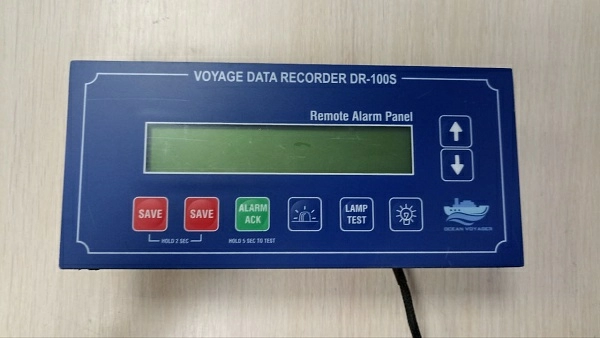 VOYAGE DATA RECORDER DR-100S
Remote Alarm Panel
SAVE
SAVE
ALARM
ACK
LAMP
TEST
HOLD 2 SEC
HOLD 5 SEC TO TEST
OCEAN VOYAGER